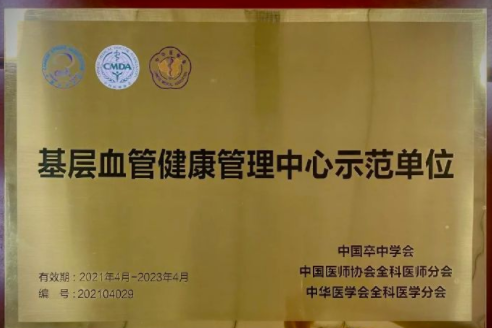 CMDA
基层血管健康管理中心示范单位
中国卒中学会
有效期：2021年4月-2023年4月
中国医师协会全科医师分会
编　号：202104029
中华医学会全科医学分会